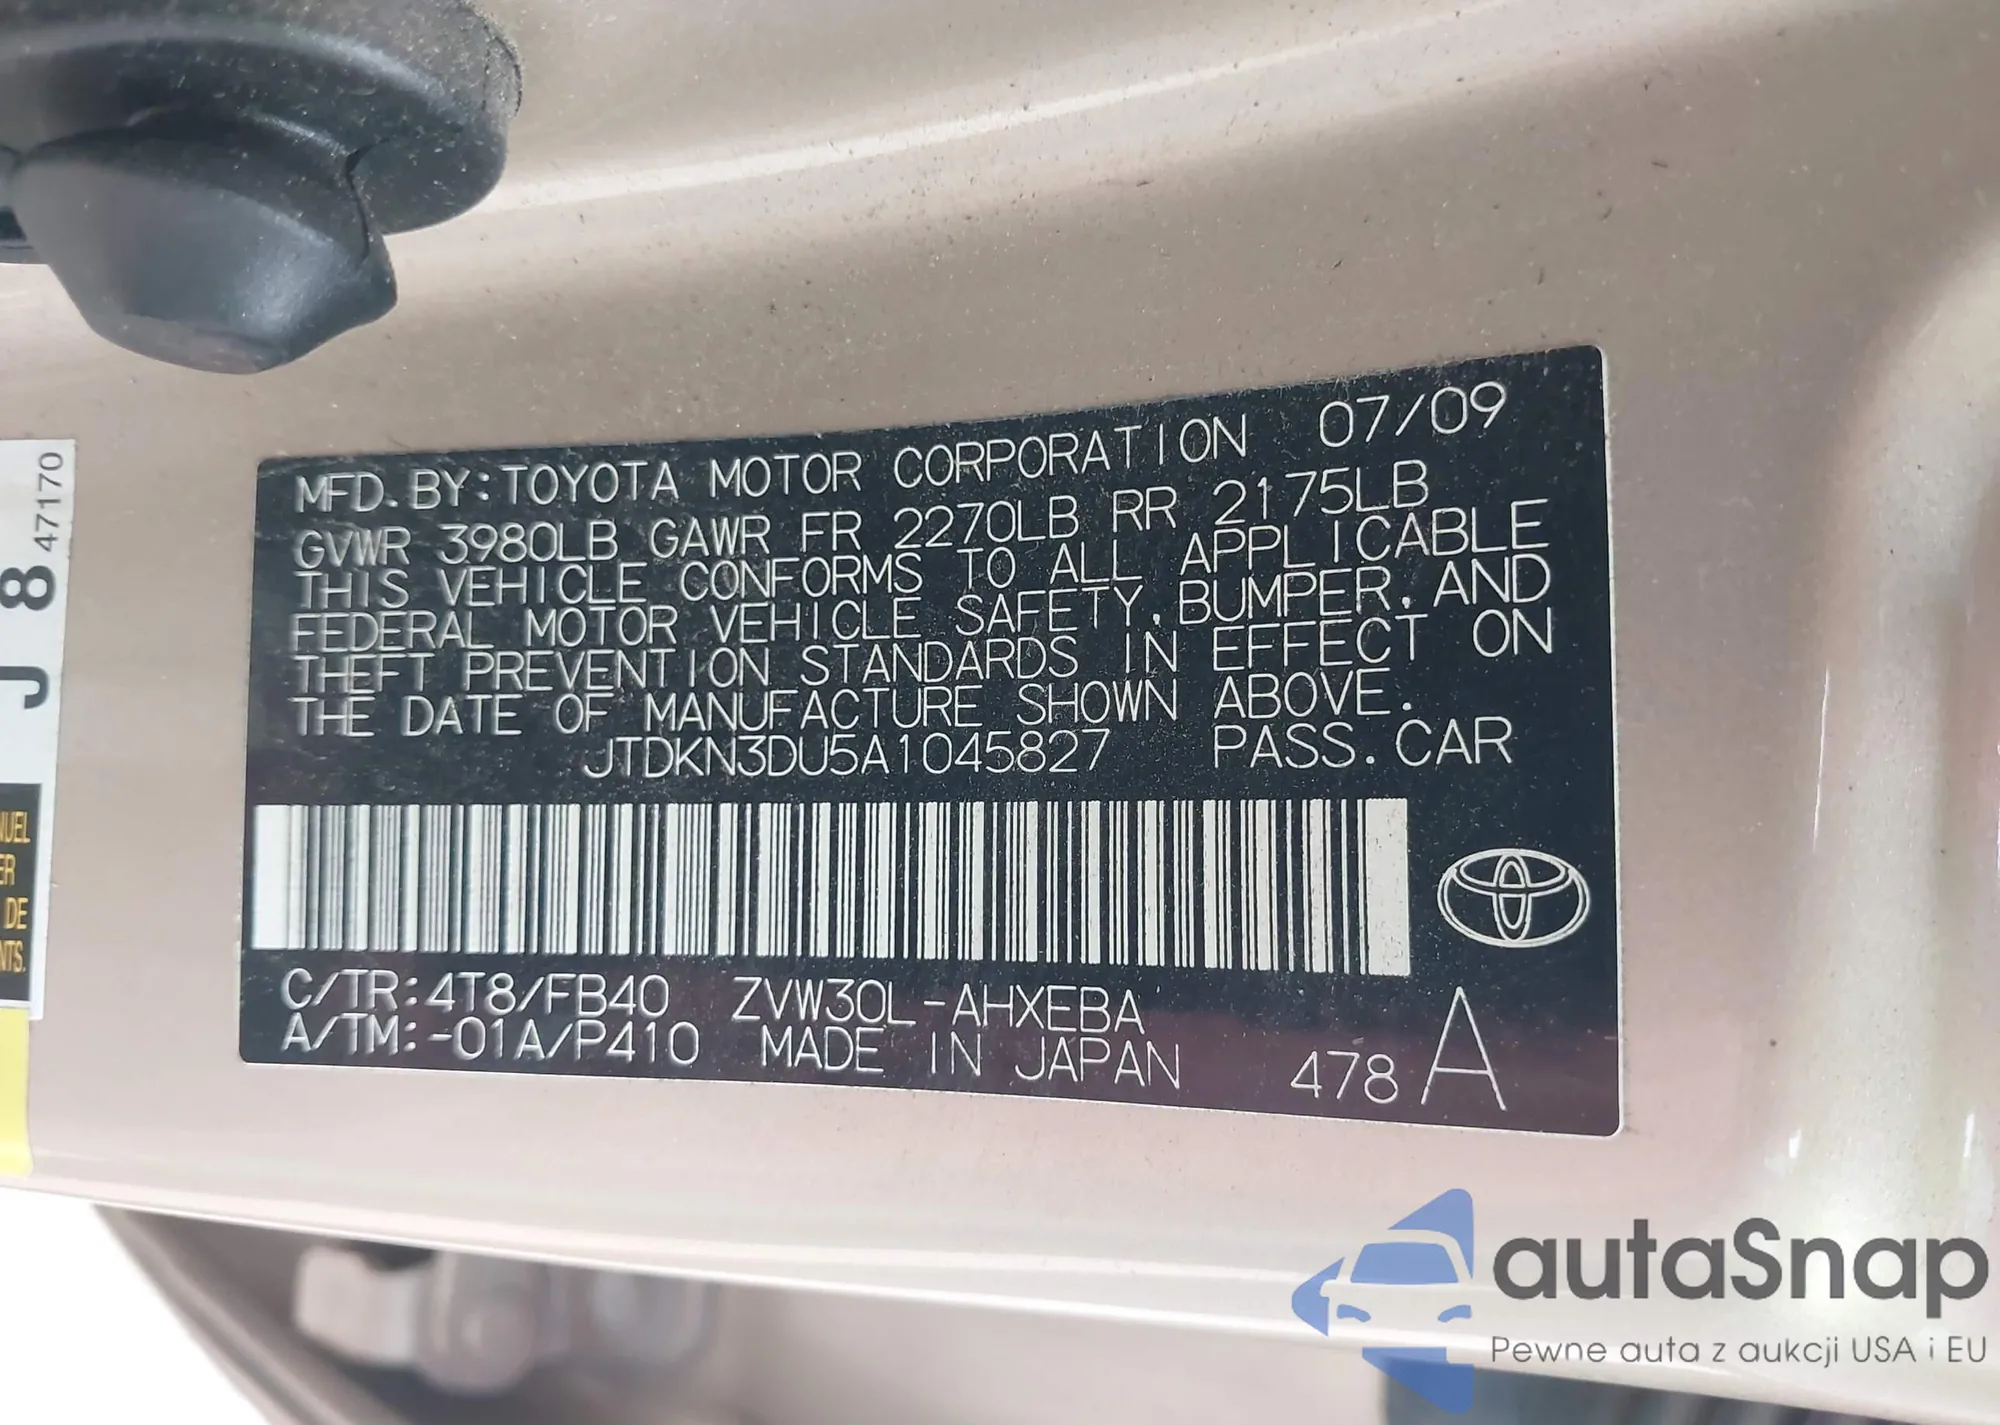 MFD. BY: TOYOTA MOTOR CORPORATION 07/09
GVWR 3980LB GAWR FR 2270LB RR 2175LB
THIS VEHICLE CONFORMS TO ALL APPLICABLE
FEDERAL MOTOR VEHICLE SAFETY, BUMPER, AND
THEFT PREVENTION STANDARDS IN EFFECT ON
THE DATE OF MANUFACTURE SHOWN ABOVE.
JTDKN3DU5A1045827 PASS. CAR
C/TR: 4T8/FB40 ZVW30L-AHXEBA
A/TM: -01A/P410 MADE IN JAPAN 478 A
J 8 47170
DE
autaSnap
Pewne auta z aukcji USA i EU